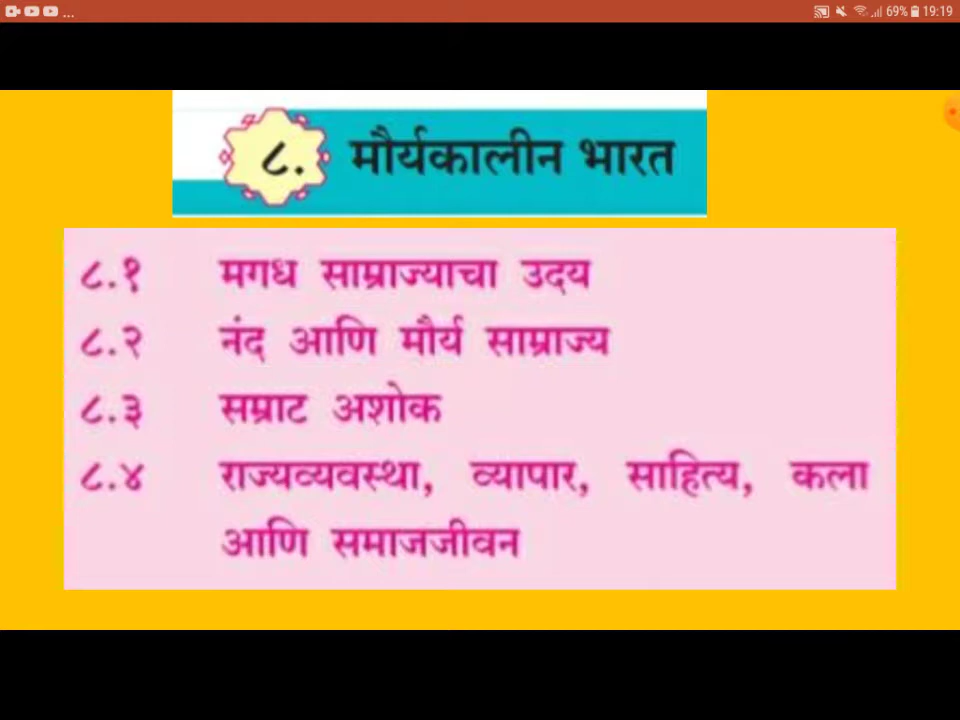 ... 69% 19:19
८. मौर्यकालीन भारत
८.१ मगध साम्राज्याचा उदय
८.२ नंद आणि मौर्य साम्राज्य
८.३ सम्राट अशोक
८.४ राज्यव्यवस्था, व्यापार, साहित्य, कला
आणि समाजजीवन